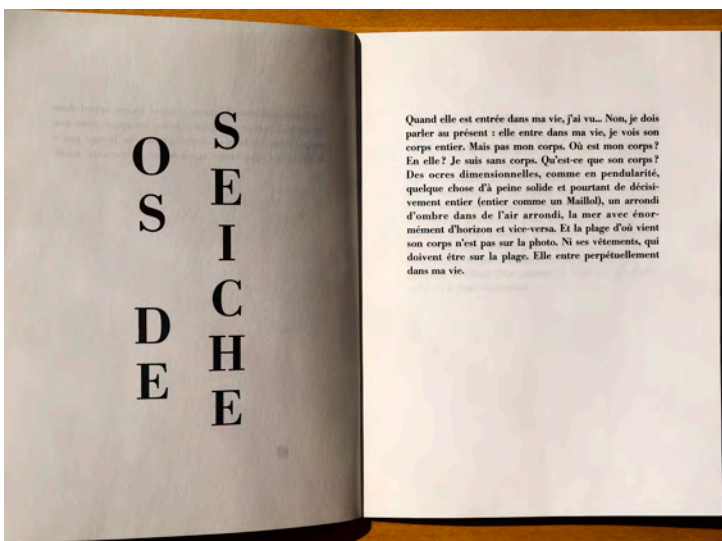 OS DE
SEICHE
Quand elle est entrée dans ma vie, j'ai vu... Non, je dois
parler au présent : elle entre dans ma vie, je vois son
corps entier. Mais pas mon corps. Où est mon corps ?
En elle ? Je suis sans corps. Qu'est-ce que son corps ?
Des ocres dimensionnelles, comme en pendularité,
quelque chose d'à peine solide et pourtant de décisi-
vement entier (entier comme un Maillol), un arrondi
d'ombre dans de l'air arrondi, la mer avec énor-
mément d'horizon et vice-versa. Et la plage d'où vient
son corps n'est pas sur la photo. Ni ses vêtements, qui
doivent être sur la plage. Elle entre perpétuellement
dans ma vie.